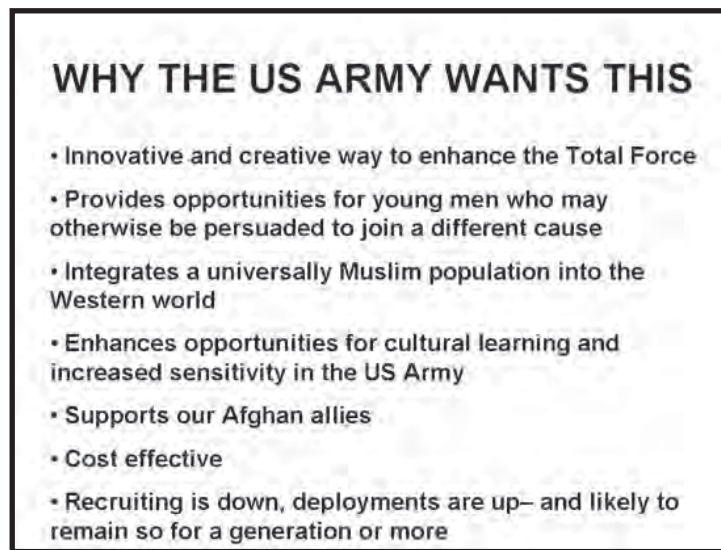 WHY THE US ARMY WANTS THIS
• Innovative and creative way to enhance the Total Force
• Provides opportunities for young men who may
otherwise be persuaded to join a different cause
• Integrates a universally Muslim population into the
Western world
• Enhances opportunities for cultural learning and
increased sensitivity in the US Army
• Supports our Afghan allies
• Cost effective
• Recruiting is down, deployments are up– and likely to
remain so for a generation or more